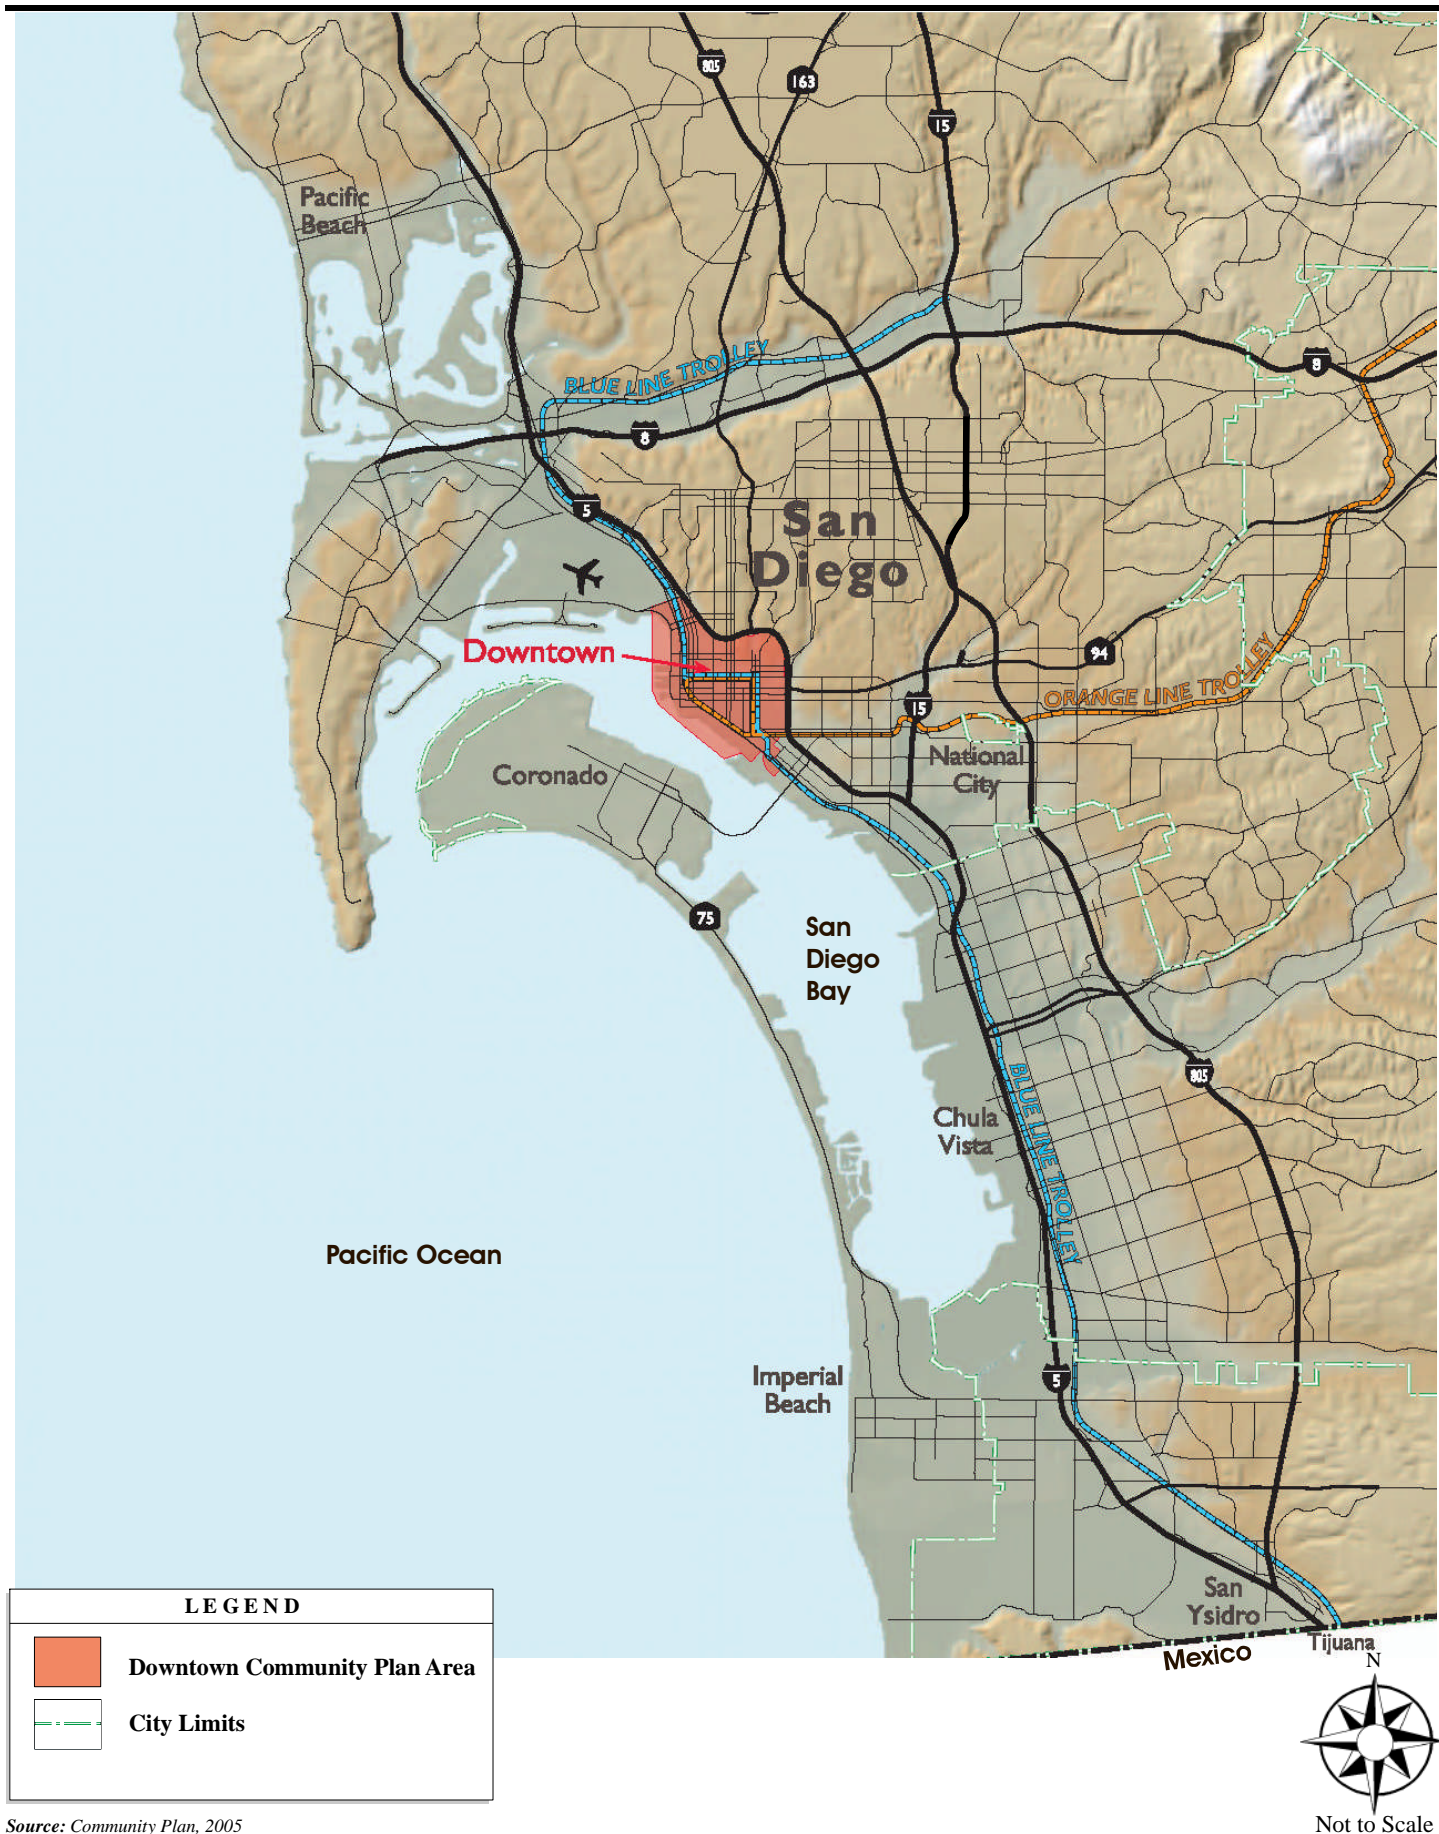 805
163
15
Pacific
Beach
BLUE LINE TROLLEY
8
8
5
San
Diego
Downtown
94
ORANGE LINE TROLLEY
15
National
City
Coronado
75
San
Diego
Bay
805
BLUE LINE TROLLEY
Chula
Vista
Pacific Ocean
Imperial
Beach
5
San
Ysidro
Tijuana
Mexico
N
LEGEND
Downtown Community Plan Area
City Limits
Not to Scale
Source: Community Plan, 2005